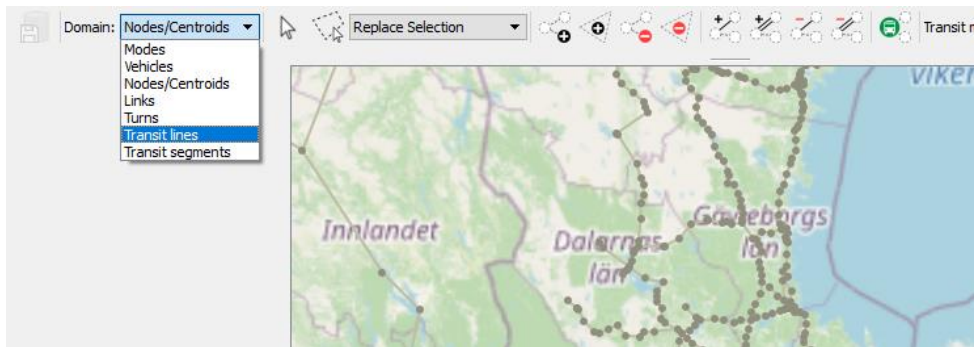 Domain: Nodes/Centroids Replace Selection Transit
Modes
Vehicles
Nodes/Centroids
Links
Turns
Transit lines
Transit segments
Innlandet
Dalarnas
län
Gävleborgs
län